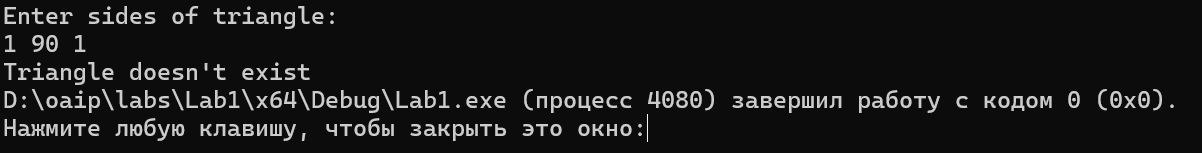 Enter sides of triangle:
1 90 1
Triangle doesn't exist
D:\oaip\labs\Lab1\x64\Debug\Lab1.exe (процесс 4080) завершил работу с кодом 0 (0x0).
Нажмите любую клавишу, чтобы закрыть это окно: